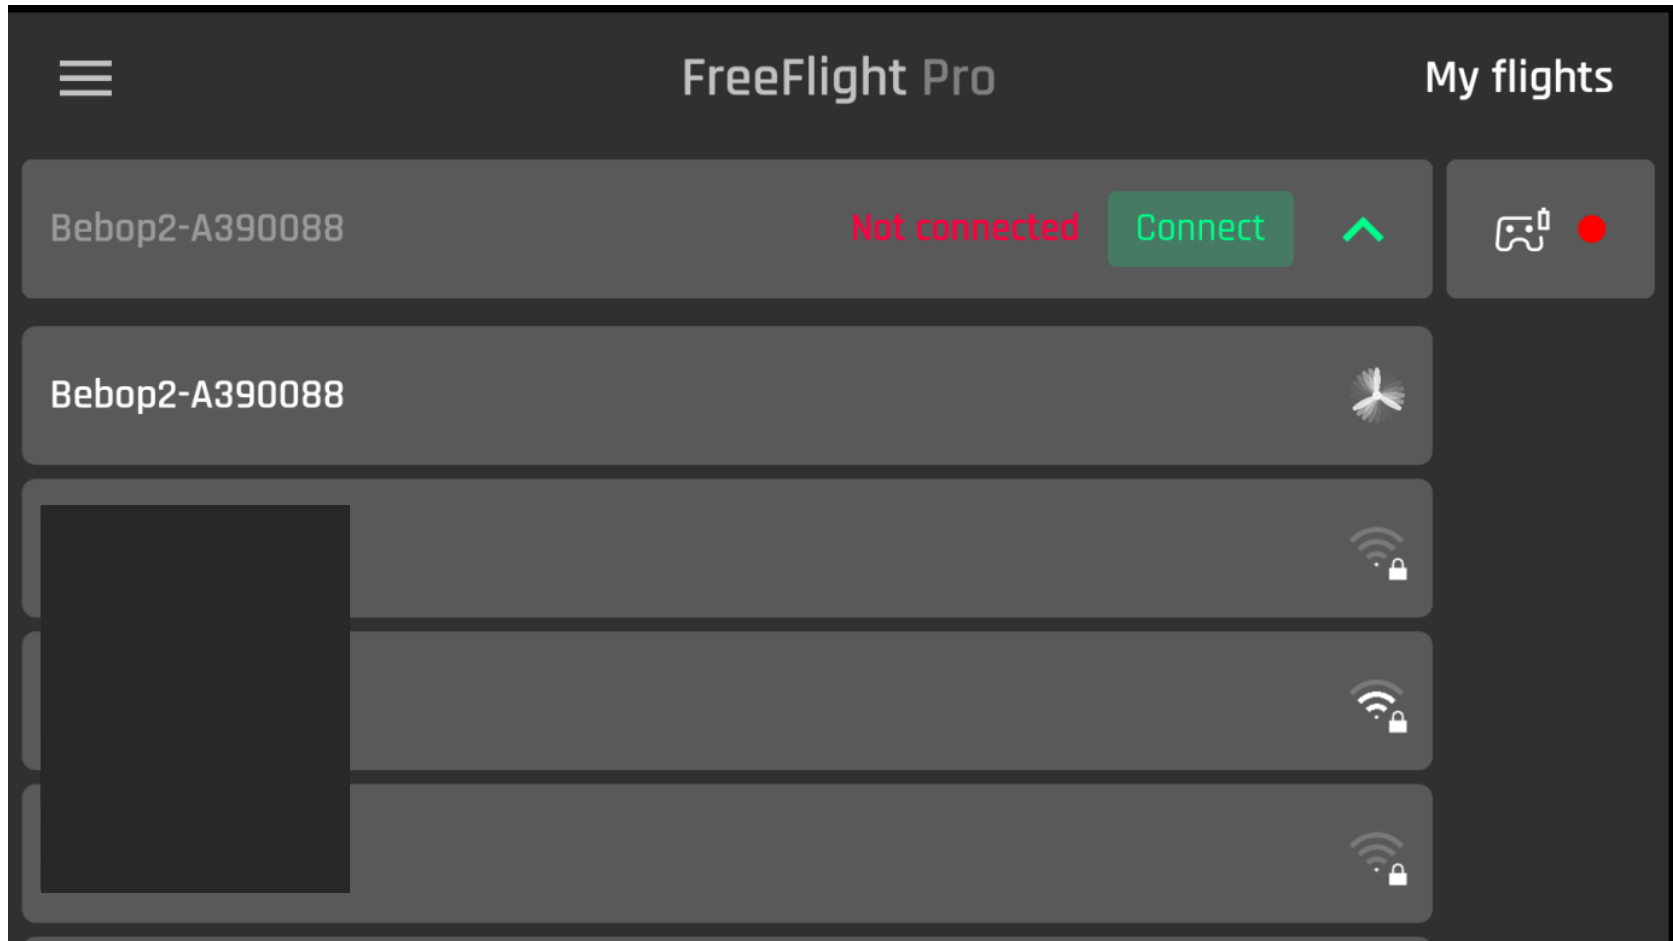 FreeFlight Pro
My flights
Bebop2-A390088
Not connected
Connect
Bebop2-A390088